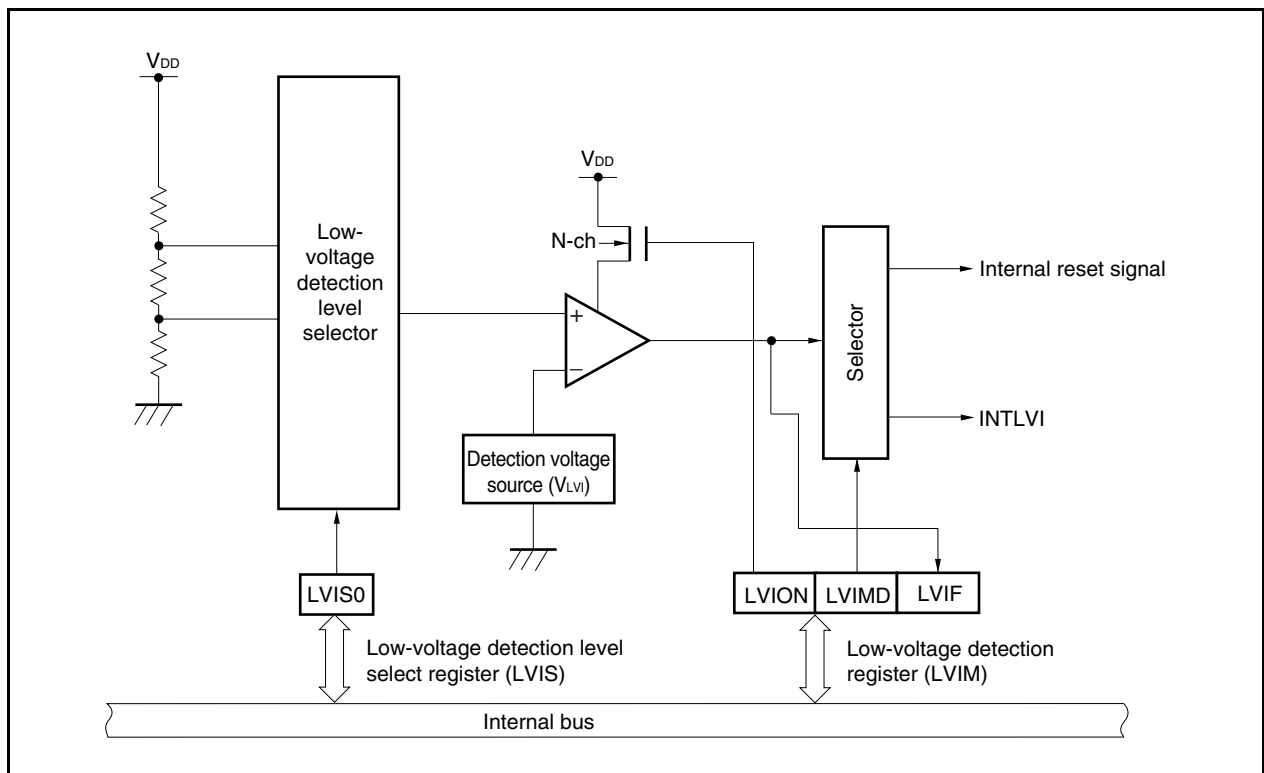 VDD
Low-
voltage
detection
level
selector
VDD
N-ch
+
−
Detection voltage
source (VLVI)
Selector
Internal reset signal
INTLVI
LVIS0
LVION
LVIMD
LVIF
Low-voltage detection level
select register (LVIS)
Low-voltage detection
register (LVIM)
Internal bus